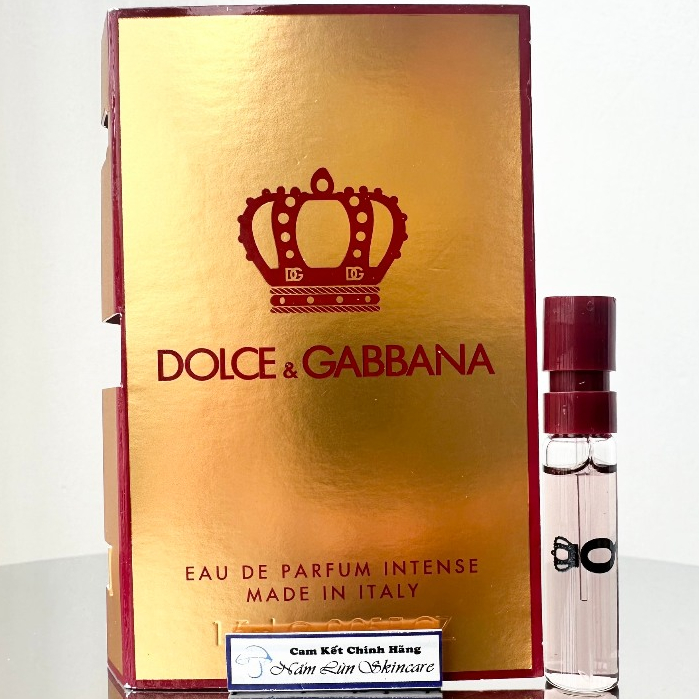 DG DG
DOLCE & GABBANA
EAU DE PARFUM INTENSE
MADE IN ITALY
Cam Kết Chính Hãng
Nấm Lùn Skincare
Q